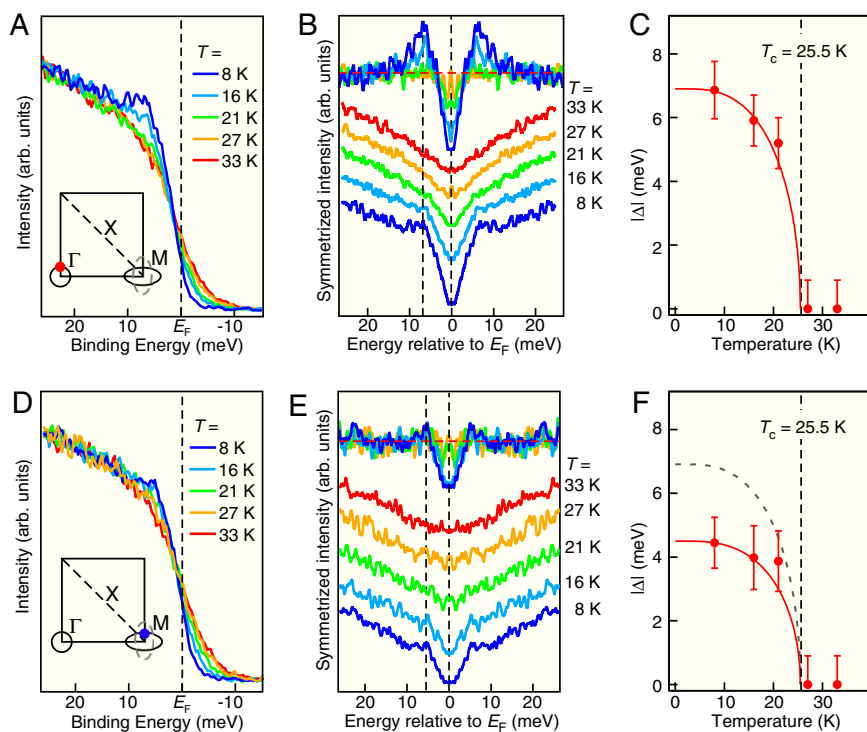 A
Intensity (arb. units)
T =
8 K
16 K
21 K
27 K
33 K
X
Γ
M
20
10
E_F
-10
Binding Energy (meV)
B
Symmetrized intensity (arb. units)
T =
33 K
27 K
21 K
16 K
8 K
20
10
0
10
20
Energy relative to E_F (meV)
C
T_c = 25.5 K
|Δ| (meV)
8
6
4
2
0
0
10
20
30
Temperature (K)
D
Intensity (arb. units)
T =
8 K
16 K
21 K
27 K
33 K
X
Γ
M
20
10
E_F
-10
Binding Energy (meV)
E
Symmetrized intensity (arb. units)
T =
33 K
27 K
21 K
16 K
8 K
20
10
0
10
20
Energy relative to E_F (meV)
F
T_c = 25.5 K
|Δ| (meV)
8
6
4
2
0
0
10
20
30
Temperature (K)